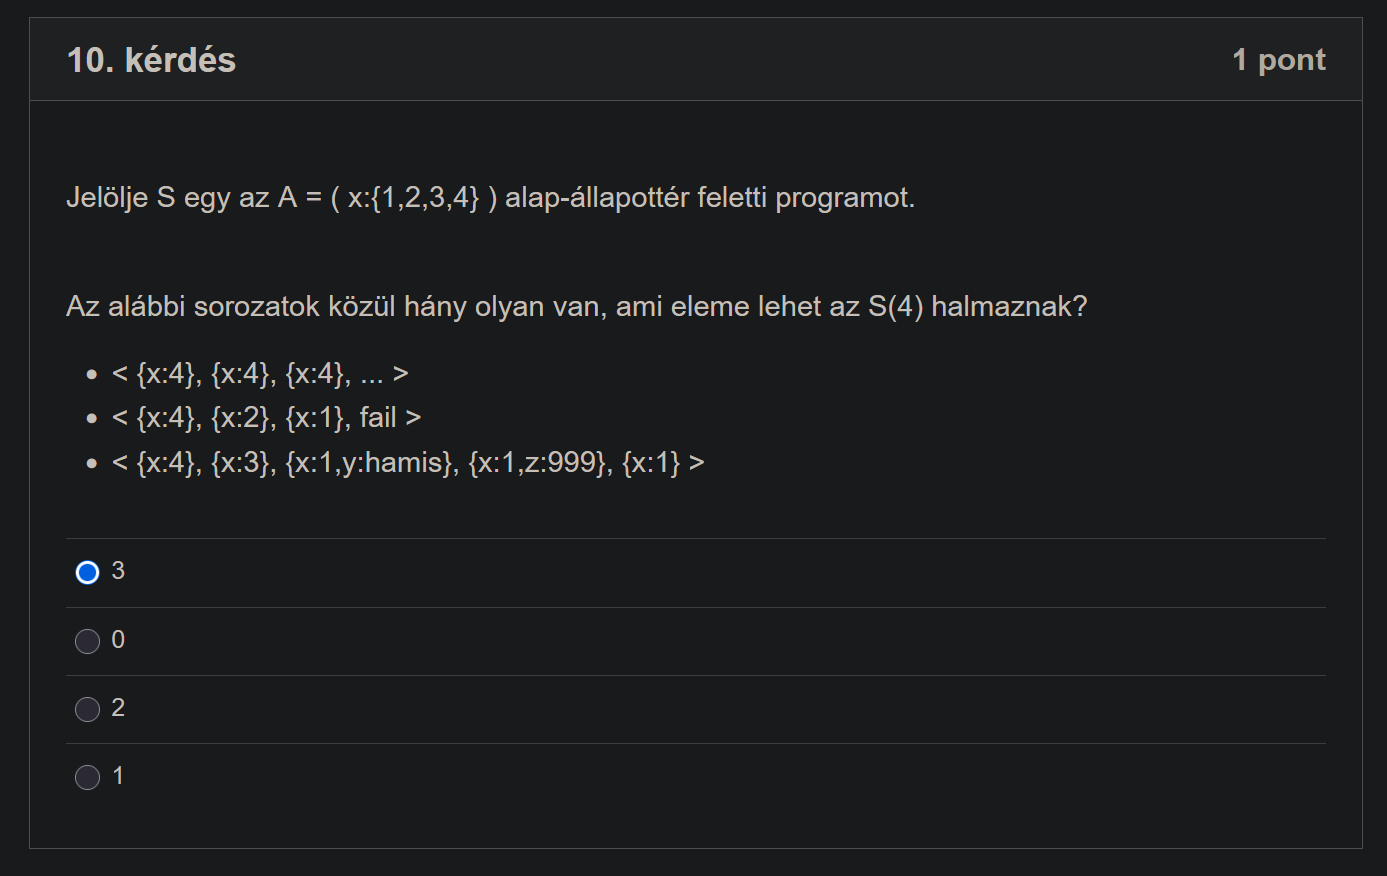 10. kérdés
1 pont
Jelölje S egy az A = ( x:{1,2,3,4} ) alap-állapottér feletti programot.
Az alábbi sorozatok közül hány olyan van, ami eleme lehet az S(4) halmaznak?
• < {x:4}, {x:4}, {x:4}, ... >
• < {x:4}, {x:2}, {x:1}, fail >
• < {x:4}, {x:3}, {x:1,y:hamis}, {x:1,z:999}, {x:1} >
3
0
2
1